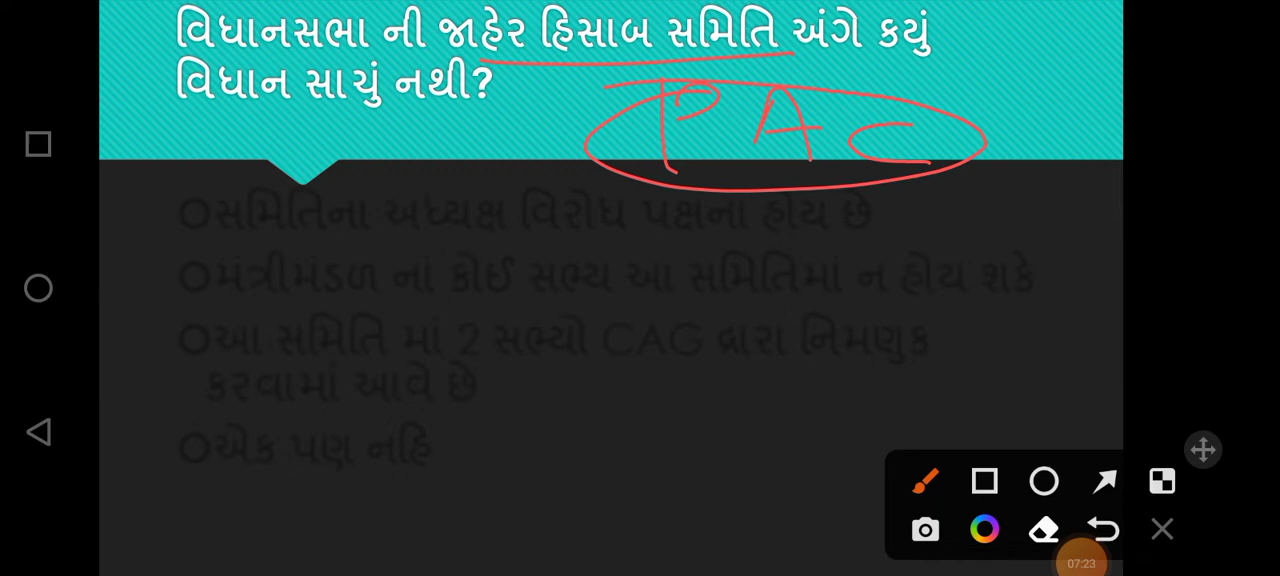 વિધાનસભા ની જાહેર હિસાબ સમિતિ અંગે કયું
વિધાન સાચું નથી?
PAC
સમિતિના અધ્યક્ષ વિરોધ પક્ષના હોય છે
મંત્રીમંડળ નાં કોઈ સભ્ય આ સમિતિમાં ન હોય શકે
આ સમિતિ માં 2 સભ્યો CAG દ્રારા નિમણુક
કરવામાં આવે છે
એક પણ નહિ
07:23